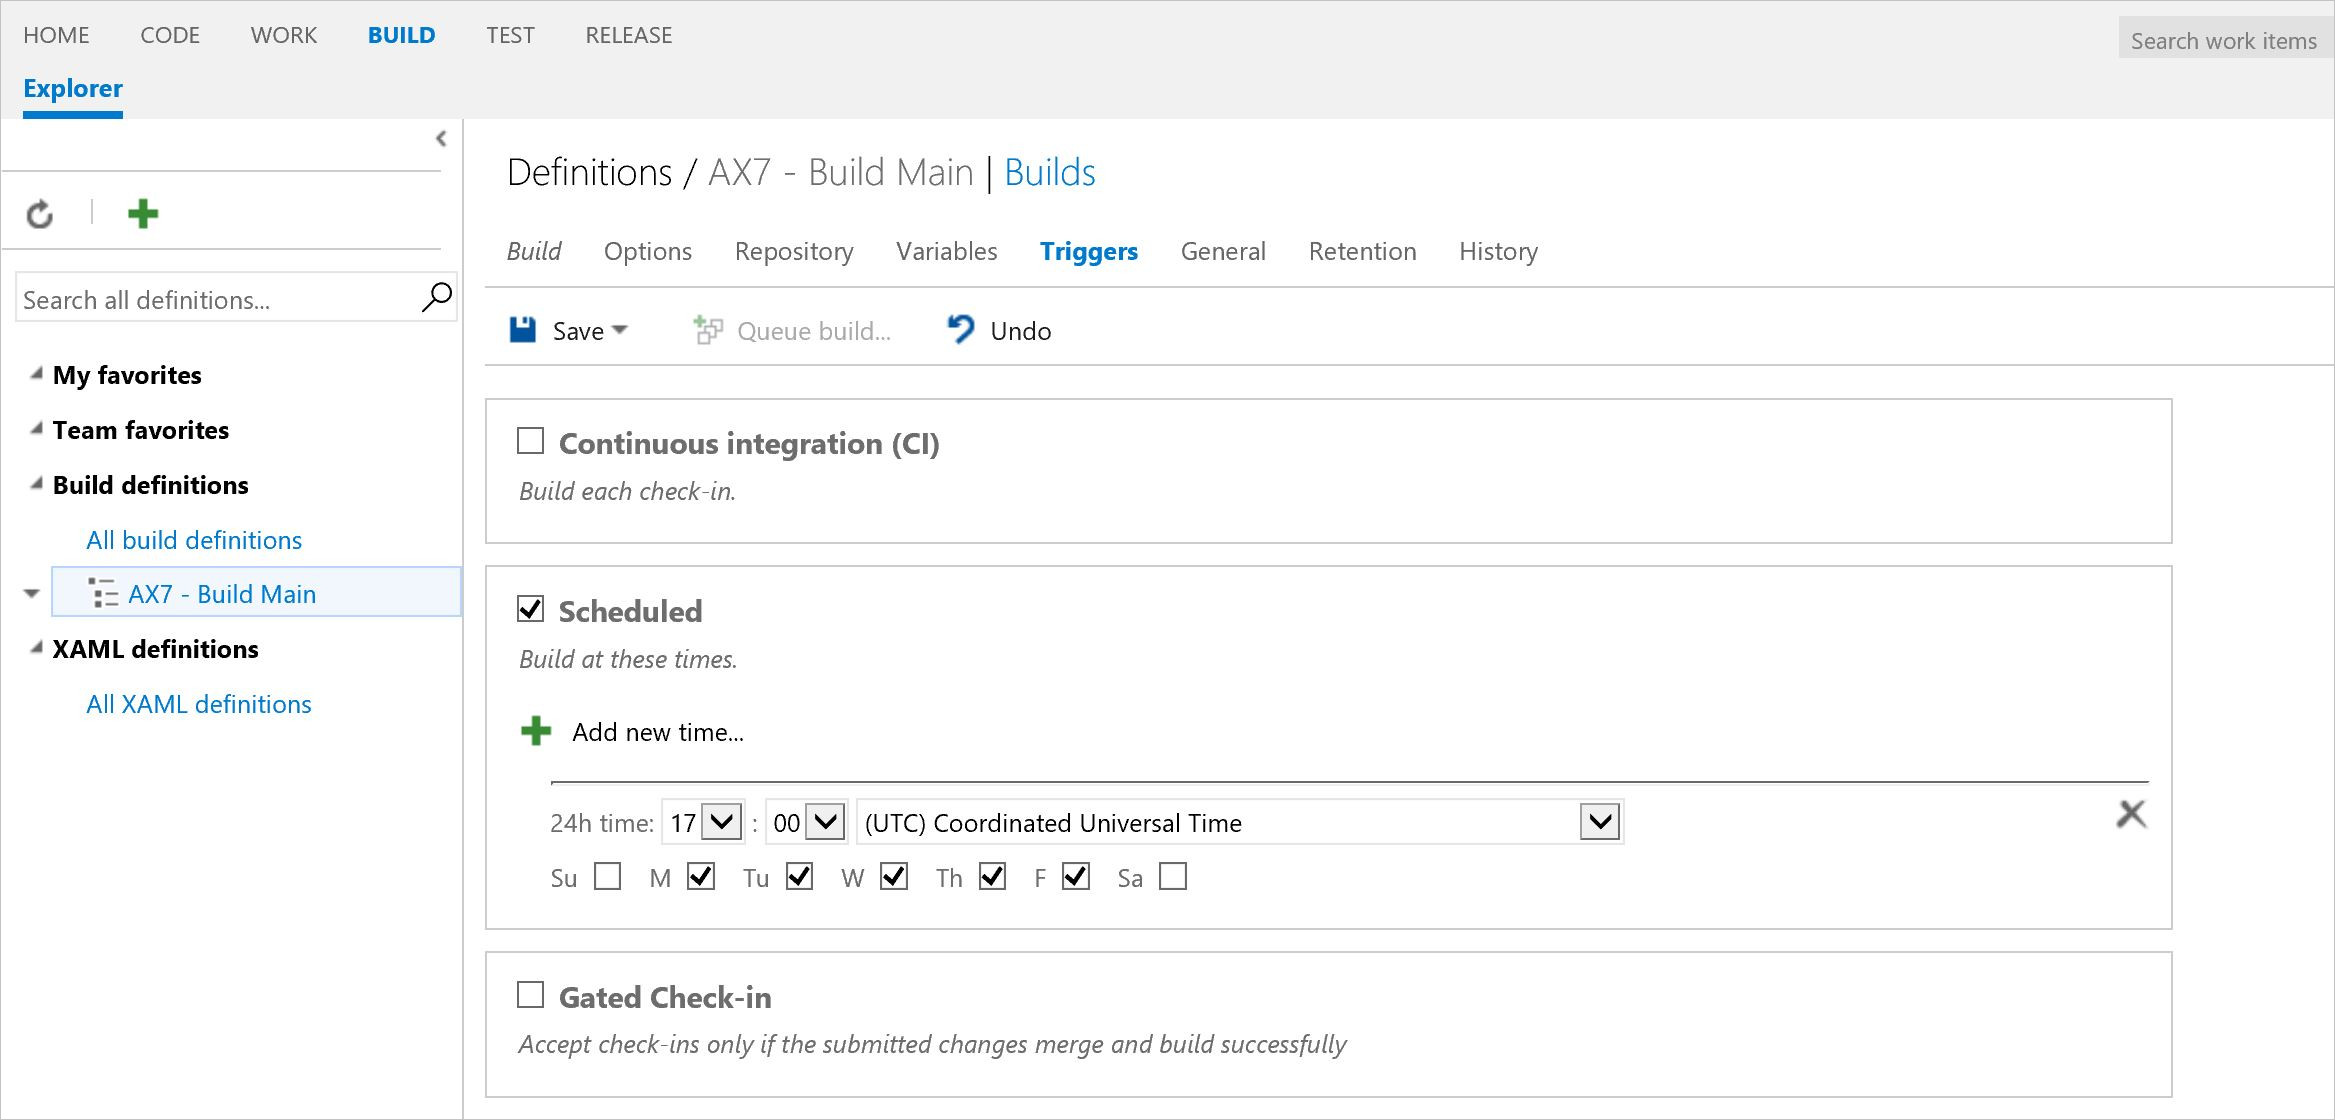 HOME CODE WORK BUILD TEST RELEASE
Search work items
Explorer
Definitions / AX7 - Build Main | Builds
Build Options Repository Variables Triggers General Retention History
Search all definitions...
Save Queue build... Undo
My favorites
Team favorites
Build definitions
All build definitions
AX7 - Build Main
XAML definitions
All XAML definitions
Continuous integration (CI)
Build each check-in.
Scheduled
Build at these times.
Add new time...
24h time: 17 : 00 (UTC) Coordinated Universal Time
Su M Tu W Th F Sa
Gated Check-in
Accept check-ins only if the submitted changes merge and build successfully